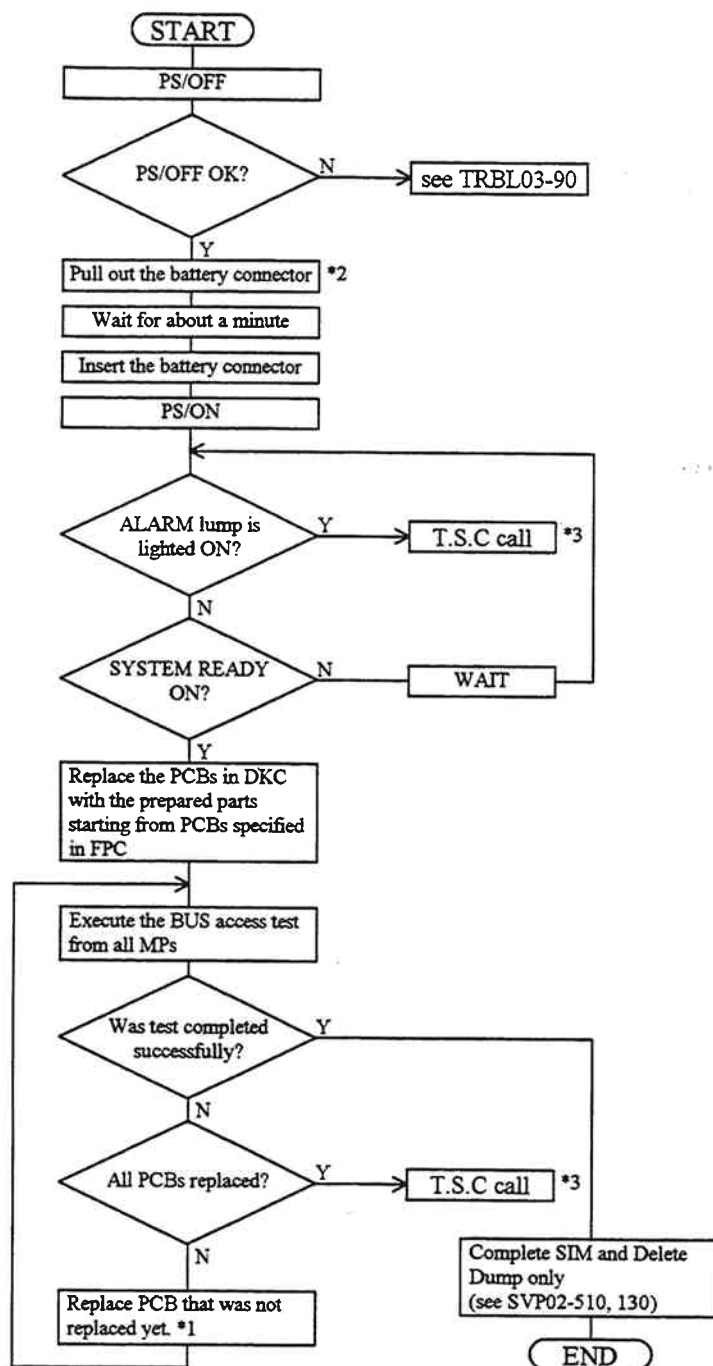 START
PS/OFF
PS/OFF OK?
N
see TRBL03-90
Y
Pull out the battery connector *2
Wait for about a minute
Insert the battery connector
PS/ON
ALARM lump is
lighted ON?
Y
T.S.C call *3
N
SYSTEM READY
ON?
N
WAIT
Y
Replace the PCBs in DKC
with the prepared parts
starting from PCBs specified
in FPC
Execute the BUS access test
from all MPs
Was test completed
successfully?
Y
N
All PCBs replaced?
Y
T.S.C call *3
N
Complete SIM and Delete
Dump only
(see SVP02-510, 130)
Replace PCB that was not
replaced yet. *1
END